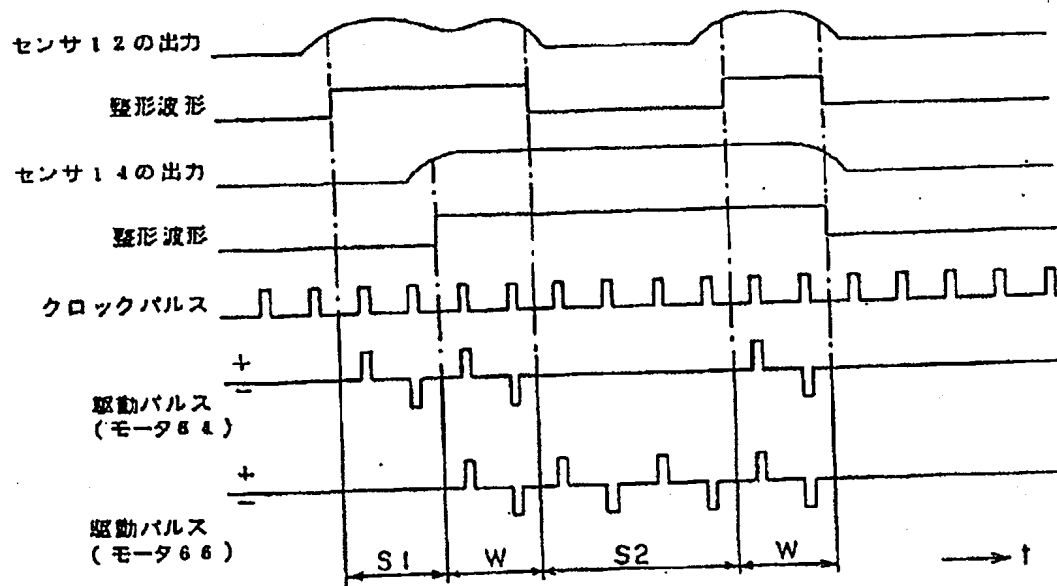 センサ12の出力
整形波形
センサ14の出力
整形波形
クロックパルス
+
−
駆動パルス
(モータ64)
+
−
駆動パルス
(モータ66)
S1
W
S2
W
t